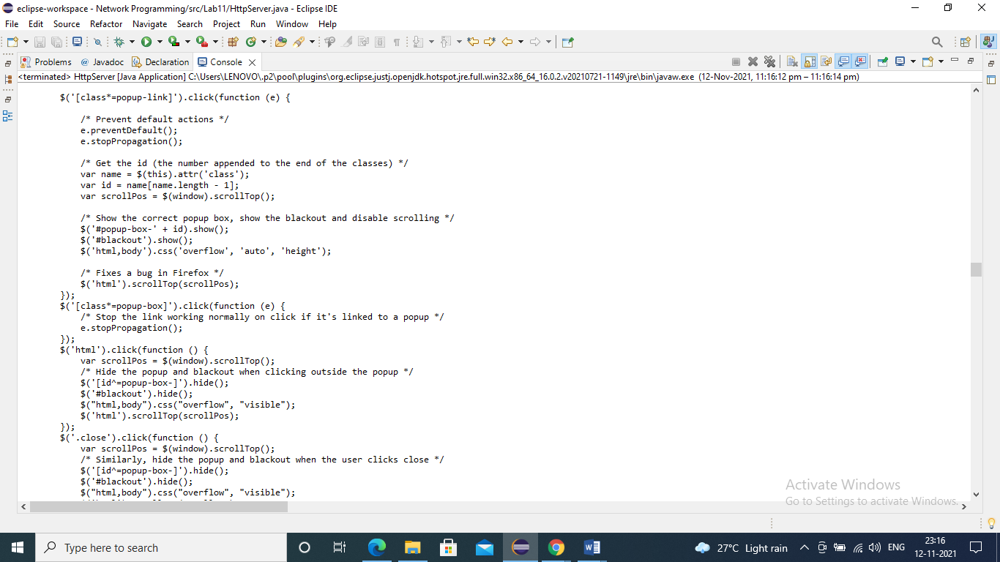 eclipse-workspace - Network Programming/src/Lab11/HttpServer.java - Eclipse IDE
File Edit Source Refactor Navigate Search Project Run Window Help
Problems @ Javadoc Declaration Console
<terminated> HttpServer [Java Application] C:\Users\LENOVO\.p2\pool\plugins\org.eclipse.justj.openjdk.hotspot.jre.full.win32.x86_64_16.0.2.v20210721-1149\jre\bin\javaw.exe (12-Nov-2021, 11:16:12 pm – 11:16:14 pm)
$('[class*=popup-link]').click(function (e) {
/* Prevent default actions */
e.preventDefault();
e.stopPropagation();
/* Get the id (the number appended to the end of the classes) */
var name = $(this).attr('class');
var id = name[name.length - 1];
var scrollPos = $(window).scrollTop();
/* Show the correct popup box, show the blackout and disable scrolling */
$('#popup-box-' + id).show();
$('#blackout').show();
$('html,body').css('overflow', 'auto', 'height');
/* Fixes a bug in Firefox */
$('html').scrollTop(scrollPos);
});
$('[class*=popup-box]').click(function (e) {
/* Stop the link working normally on click if it's linked to a popup */
e.stopPropagation();
});
$('html').click(function () {
var scrollPos = $(window).scrollTop();
/* Hide the popup and blackout when clicking outside the popup */
$('[id^=popup-box-]').hide();
$('#blackout').hide();
$("html,body").css("overflow", "visible");
$('html').scrollTop(scrollPos);
});
$('.close').click(function () {
var scrollPos = $(window).scrollTop();
/* Similarly, hide the popup and blackout when the user clicks close */
$('[id^=popup-box-]').hide();
$('#blackout').hide();
$("html,body").css("overflow", "visible");
Activate Windows
Go to Settings to activate Windows.
Type here to search
27°C Light rain
ENG
23:16
12-11-2021